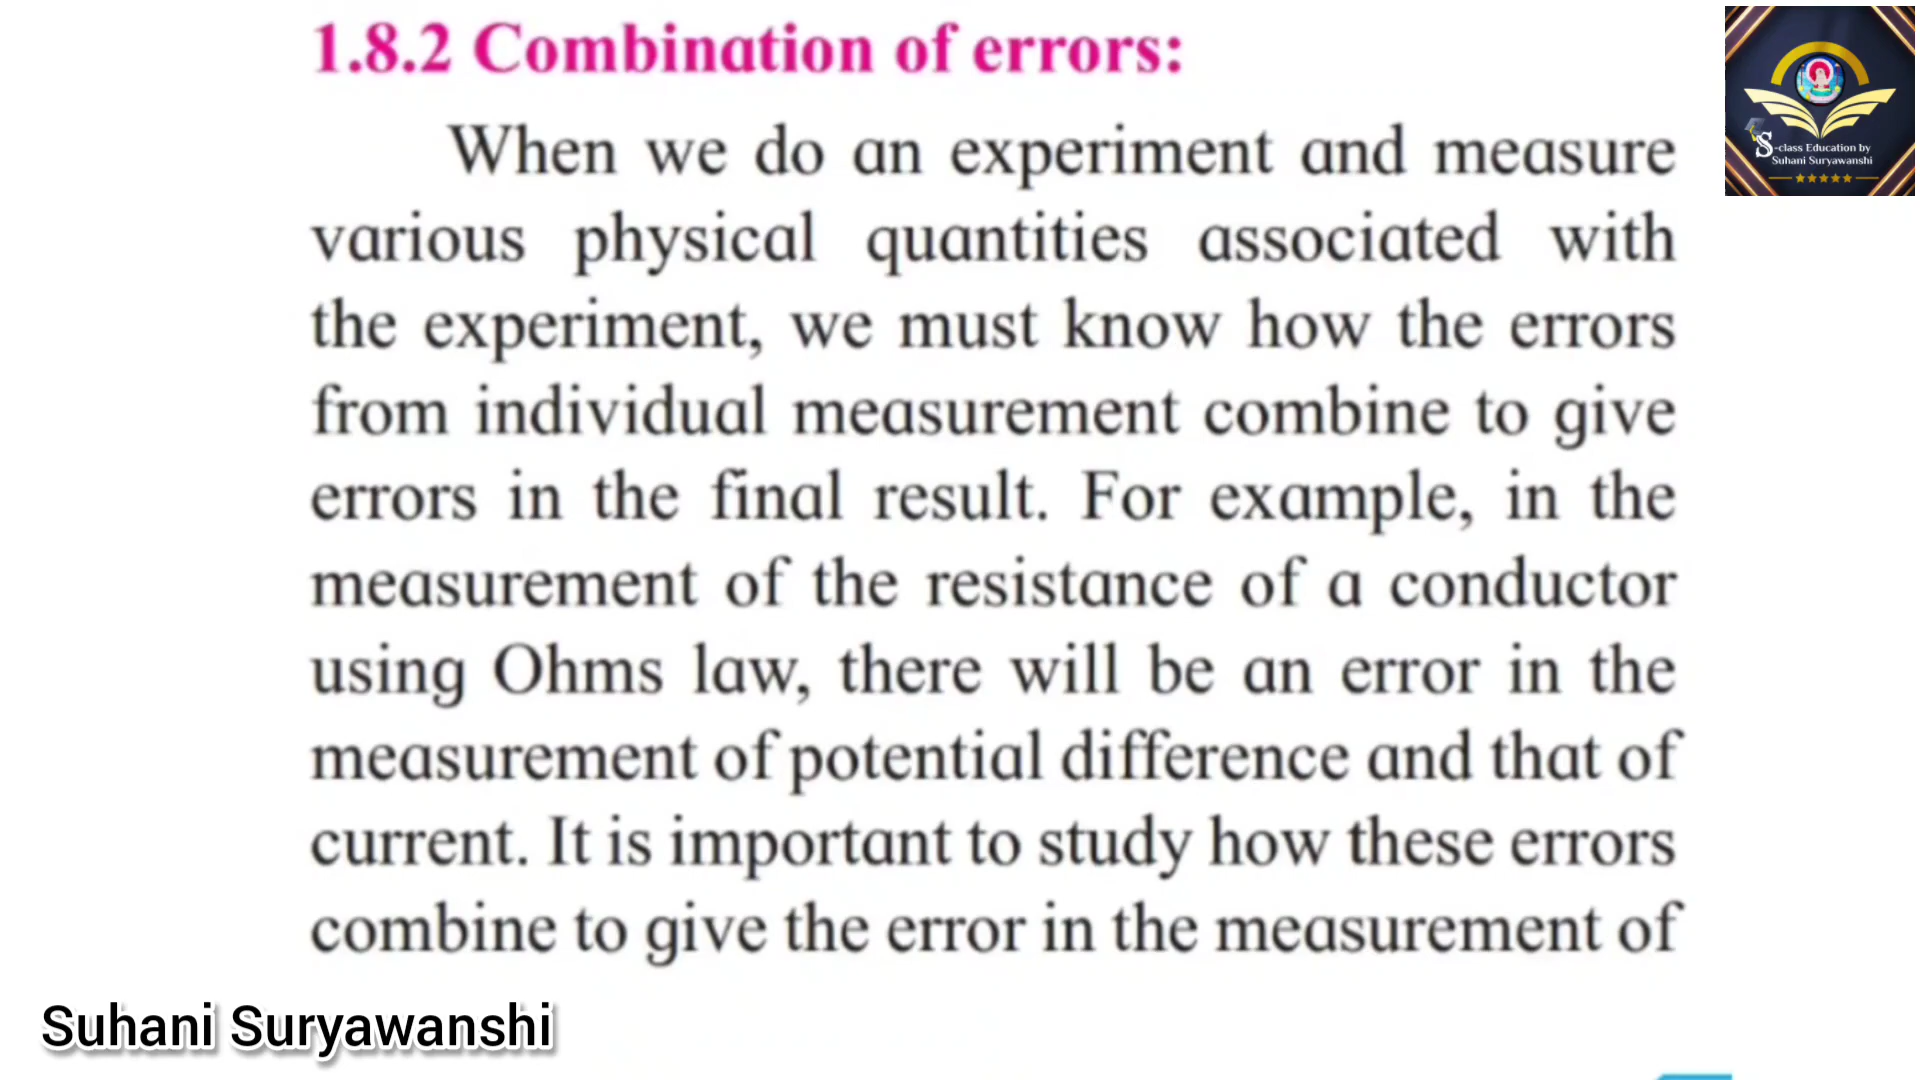 1.8.2 Combination of errors:
When we do an experiment and measure
various physical quantities associated with
the experiment, we must know how the errors
from individual measurement combine to give
errors in the final result. For example, in the
measurement of the resistance of a conductor
using Ohms law, there will be an error in the
measurement of potential difference and that of
current. It is important to study how these errors
combine to give the error in the measurement of
S-class Education by
Suhani Suryawanshi
Suhani Suryawanshi